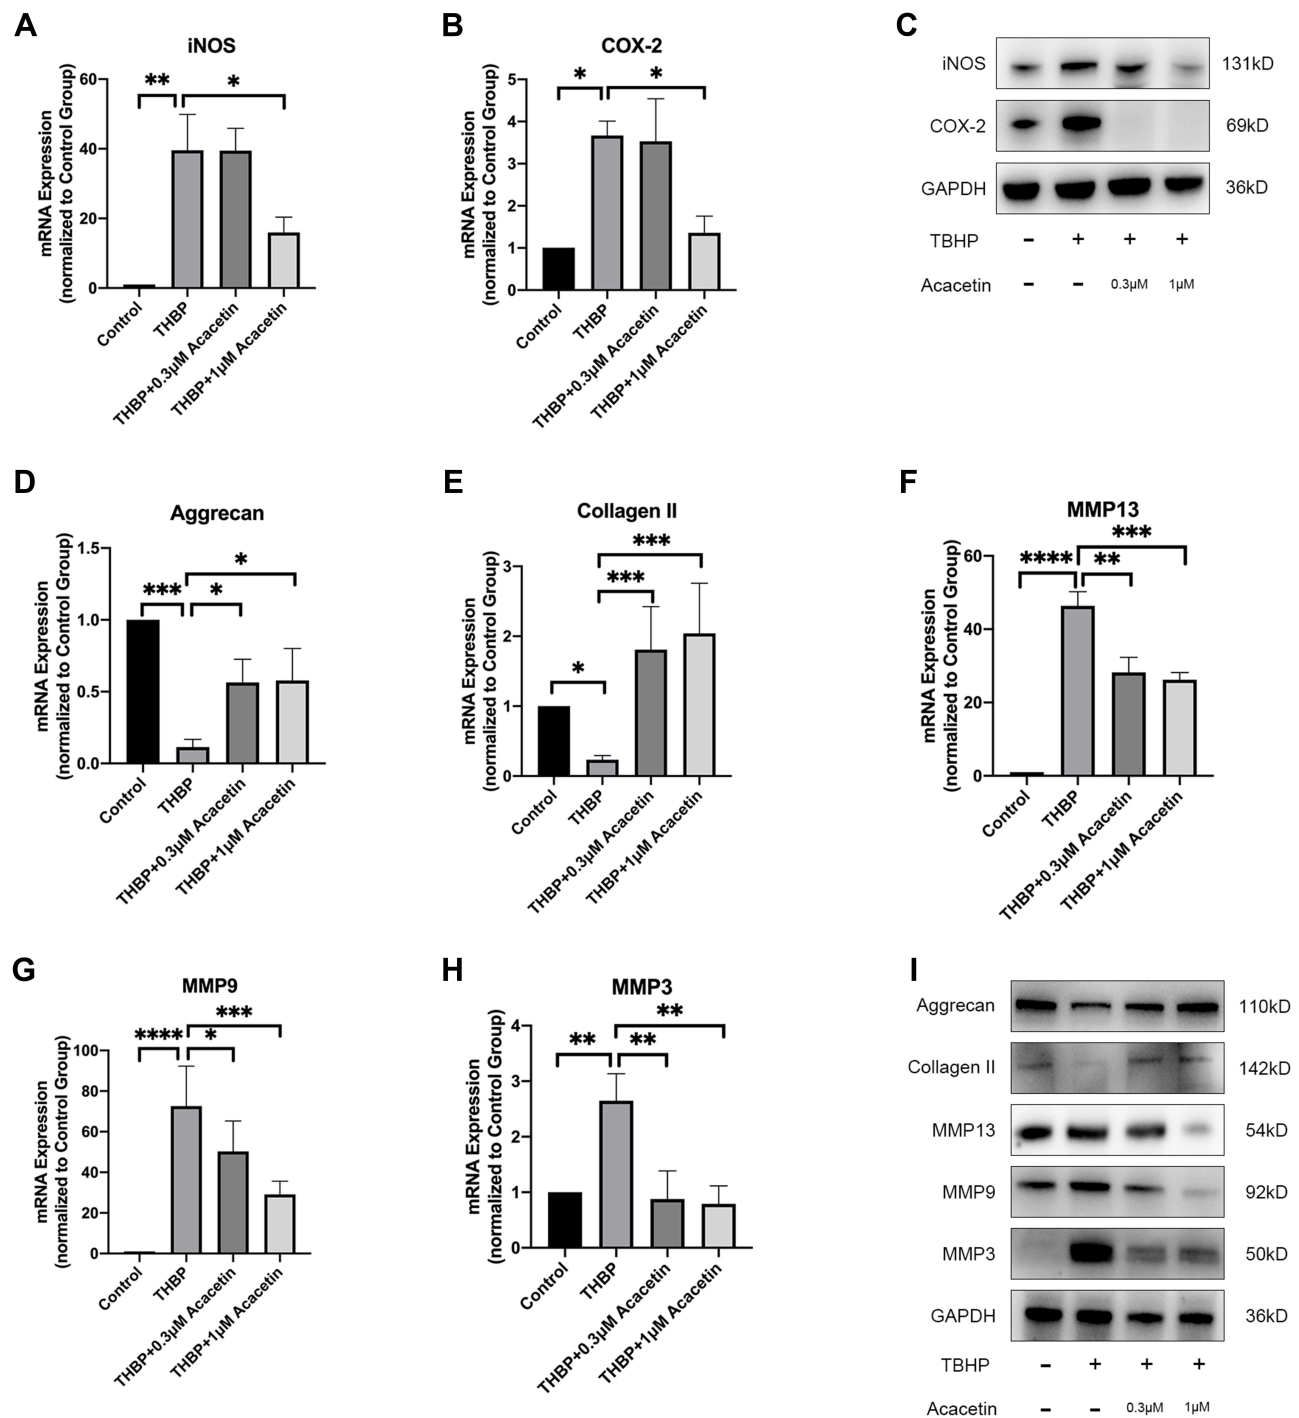 A
iNOS
mRNA Expression
(normalized to Control Group)
60
40
20
0
** *
Control
THBP
THBP+0.3μM Acacetin
THBP+1μM Acacetin
B
COX-2
mRNA Expression
(normalized to Control Group)
5
4
3
2
1
0
* *
Control
THBP
THBP+0.3μM Acacetin
THBP+1μM Acacetin
C
iNOS 131kD
COX-2 69kD
GAPDH 36kD
TBHP - + + +
Acacetin - - 0.3μM 1μM
D
Aggrecan
mRNA Expression
(normalized to Control Group)
1.5
1.0
0.5
0.0
*
*** *
Control
THBP
THBP+0.3μM Acacetin
THBP+1μM Acacetin
E
Collagen II
mRNA Expression
(normalized to Control Group)
3
2
1
0
***
***
*
Control
THBP
THBP+0.3μM Acacetin
THBP+1μM Acacetin
F
MMP13
mRNA Expression
(normalized to Control Group)
60
40
20
0
***
**** **
Control
THBP
THBP+0.3μM Acacetin
THBP+1μM Acacetin
G
MMP9
mRNA Expression
(normalized to Control Group)
100
80
60
40
20
0
***
**** *
Control
THBP
THBP+0.3μM Acacetin
THBP+1μM Acacetin
H
MMP3
mRNA Expression
(normalized to Control Group)
4
3
2
1
0
**
** **
Control
THBP
THBP+0.3μM Acacetin
THBP+1μM Acacetin
I
Aggrecan 110kD
Collagen II 142kD
MMP13 54kD
MMP9 92kD
MMP3 50kD
GAPDH 36kD
TBHP - + + +
Acacetin - - 0.3μM 1μM